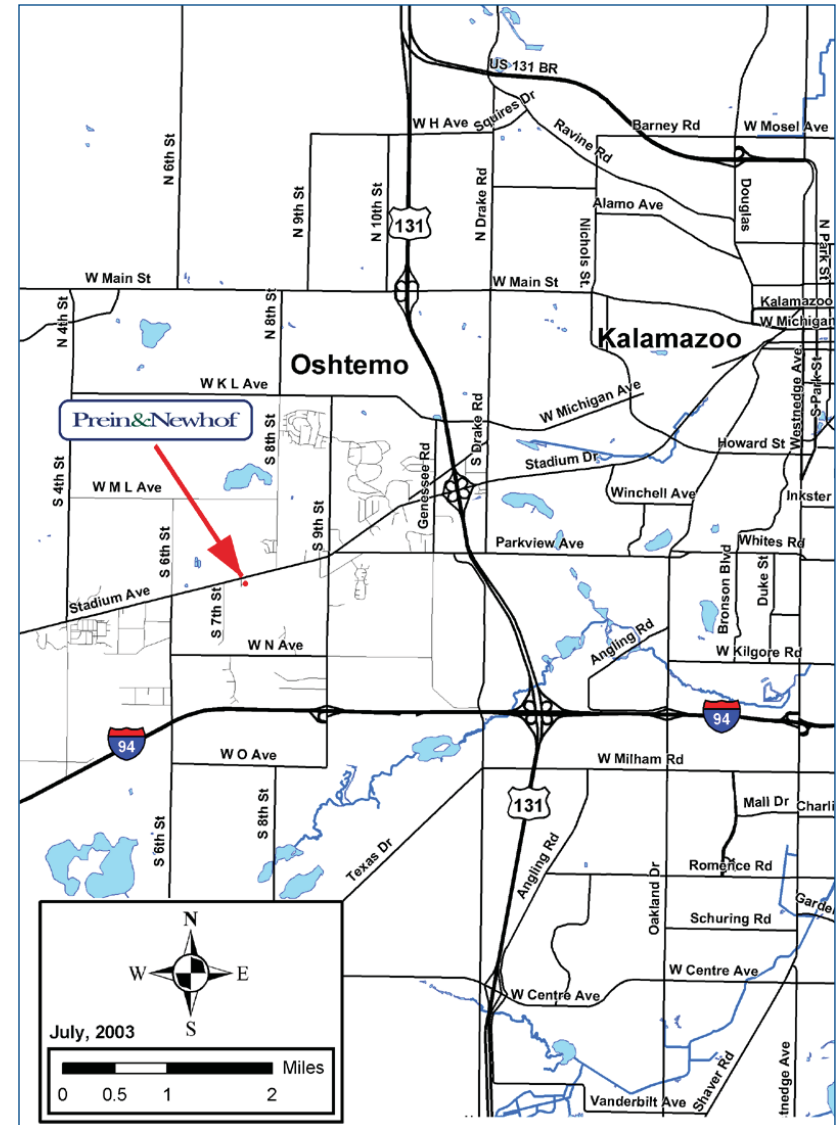 US 131 BR
Squires Dr
W H Ave
Barney Rd
W Mosel Ave
Ravine Rd
N 6th St
N 9th St
N 10th St
N Drake Rd
Douglas
Alamo Ave
Nichols St.
N Park St
131
W Main St
W Main St
N 4th St
N 8th St
Kalamazoo
W Michigan
Kalamazoo
Oshtemo
Westnedge Ave
S Park St
W K L Ave
W Michigan Ave
Prein&Newhof
S 8th St
S Drake Rd
Howard St
Stadium Dr
S 4th St
Genessee Rd
W M L Ave
Winchell Ave
Inkster
S 9th St
S 6th St
Parkview Ave
Whites Rd
Stadium Ave
S 7th St
Bronson Blvd
Duke St
Angling Rd
W N Ave
W Kilgore Rd
94
94
W O Ave
W Milham Rd
131
Mall Dr
Charli
S 8th St
S 6th St
Texas Dr
Angling Rd
Romence Rd
Oakland Dr
Garden
Schuring Rd
N
W E
S
W Centre Ave
W Centre Ave
July, 2003
Miles
0 0.5 1 2
Shaver Rd
tnedge Ave
Vanderbilt Ave